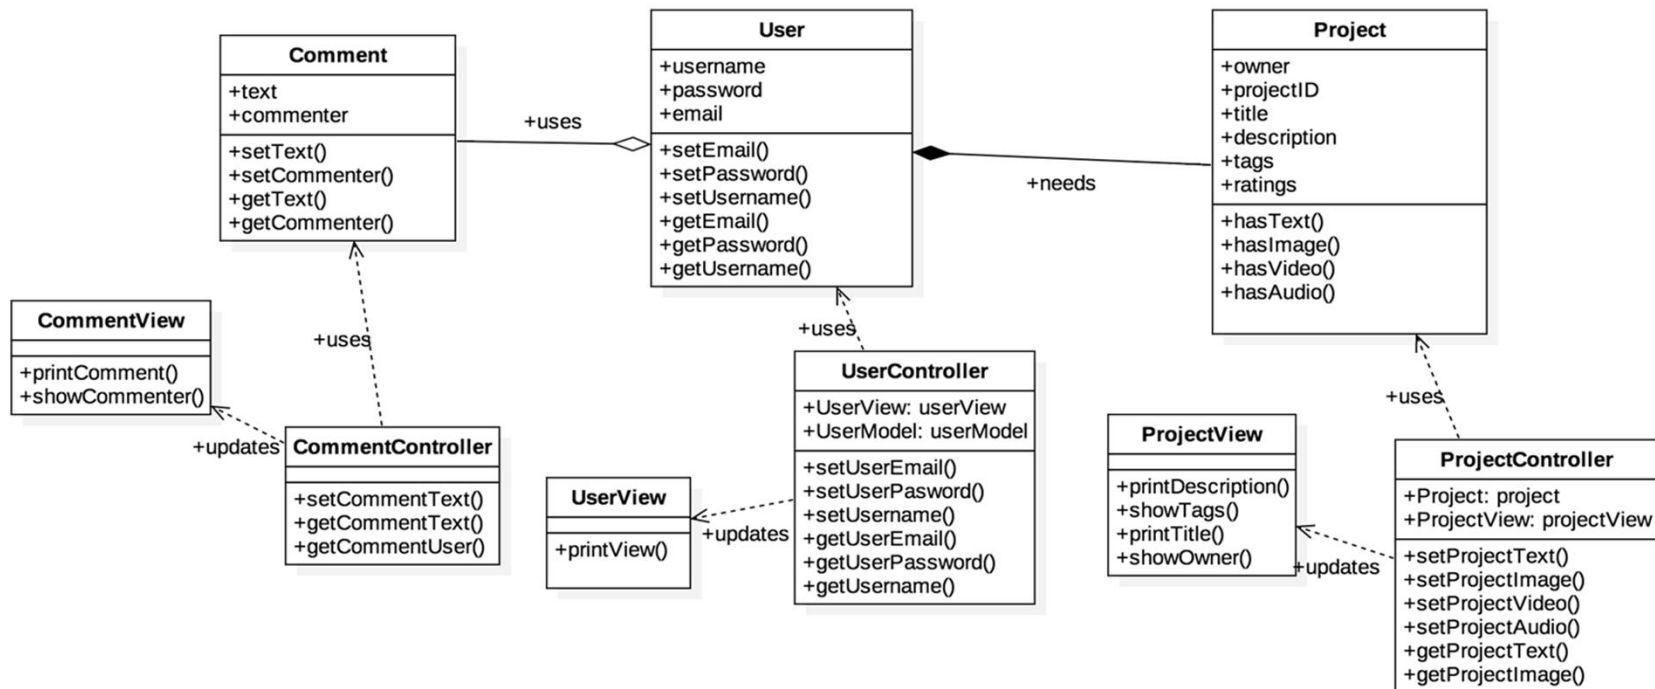 Comment
+text
+commenter
+setText()
+setCommenter()
+getText()
+getCommenter()
+uses
User
+username
+password
+email
+setEmail()
+setPassword()
+setUsername()
+getEmail()
+getPassword()
+getUsername()
+needs
Project
+owner
+projectID
+title
+description
+tags
+ratings
+hasText()
+hasImage()
+hasVideo()
+hasAudio()
CommentView
+printComment()
+showCommenter()
+uses
+updates
CommentController
+setCommentText()
+getCommentText()
+getCommentUser()
+uses
UserView
+printView()
+updates
UserController
+UserView: userView
+UserModel: userModel
+setUserEmail()
+setUserPasword()
+setUsername()
+getUserEmail()
+getUserPassword()
+getUsername()
+uses
ProjectView
+printDescription()
+showTags()
+printTitle()
+showOwner()
+updates
ProjectController
+Project: project
+ProjectView: projectView
+setProjectText()
+setProjectImage()
+setProjectVideo()
+setProjectAudio()
+getProjectText()
+getProjectImage()